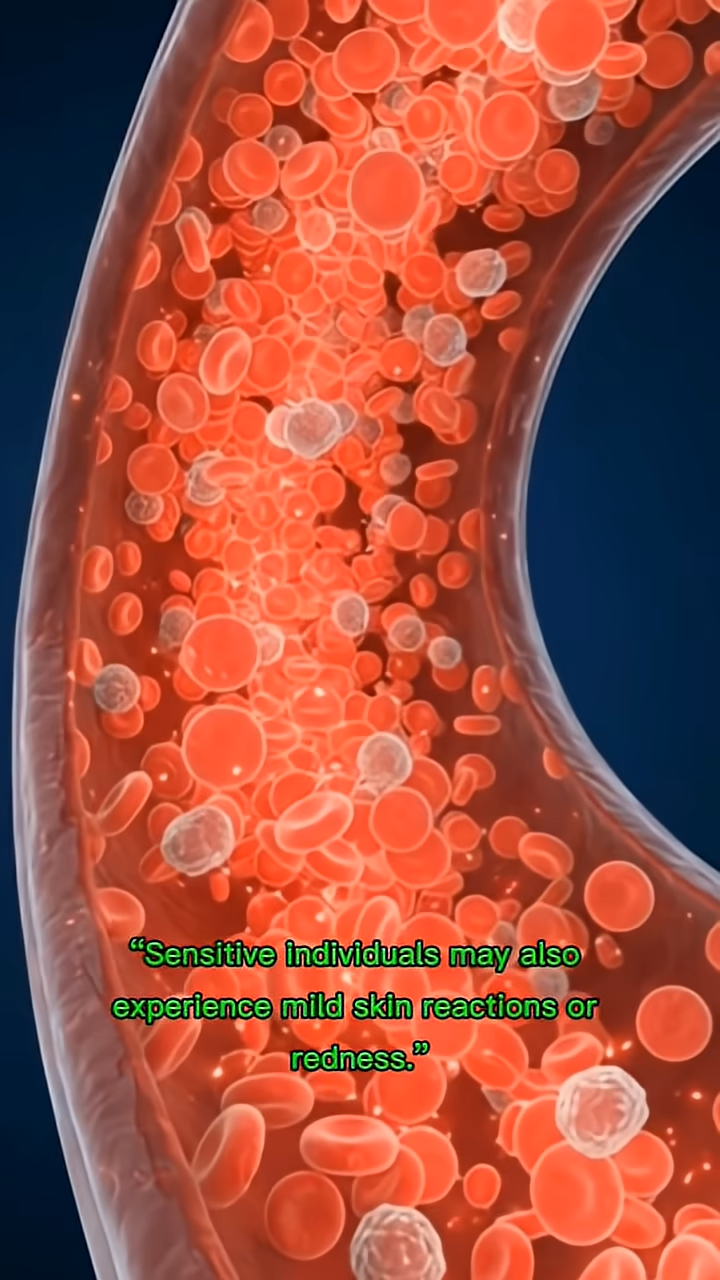 “Sensitive individuals may also
experience mild skin reactions or
redness.”